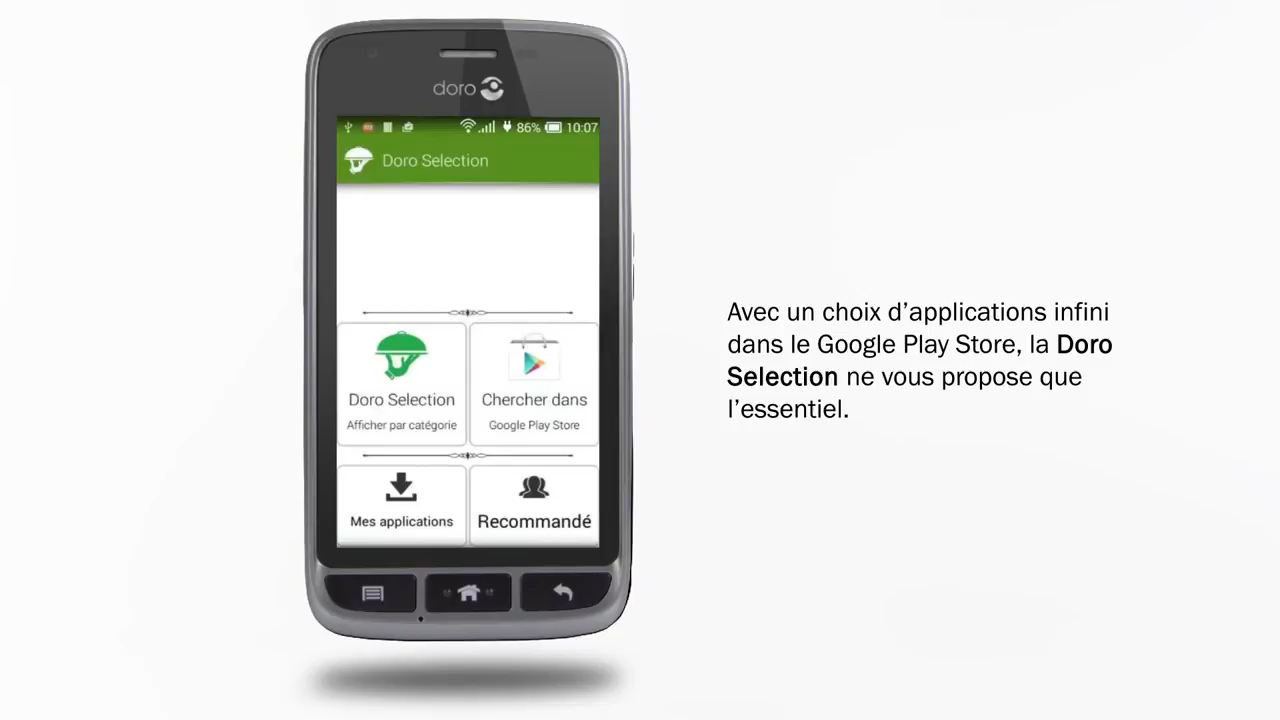 doro
86% 10:07
Doro Selection
Doro Selection
Afficher par catégorie
Chercher dans
Google Play Store
Mes applications
Recommandé
Avec un choix d’applications infini
dans le Google Play Store, la Doro
Selection ne vous propose que
l’essentiel.